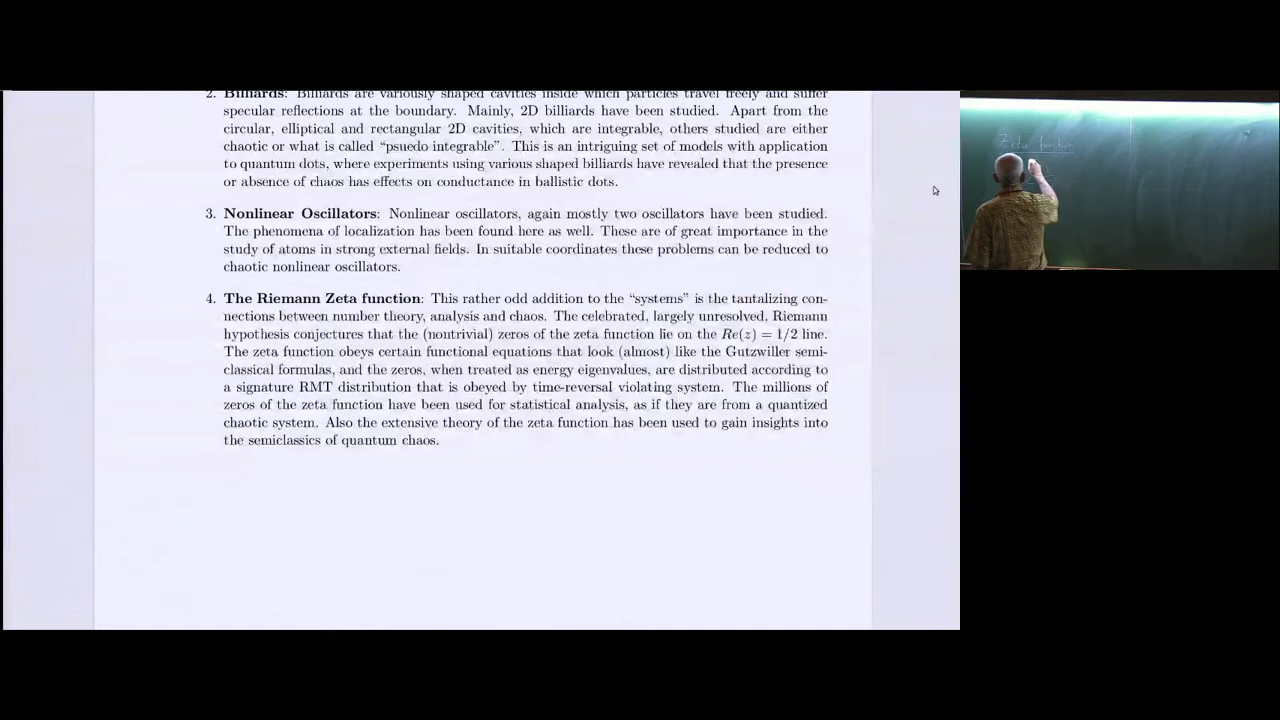 2. Billiards: Billiards are variously shaped cavities inside which particles travel freely and suffer
specular reflections at the boundary. Mainly, 2D billiards have been studied. Apart from the
circular, elliptical and rectangular 2D cavities, which are integrable, others studied are either
chaotic or what is called “psuedo integrable”. This is an intriguing set of models with application
to quantum dots, where experiments using various shaped billiards have revealed that the presence
or absence of chaos has effects on conductance in ballistic dots.
3. Nonlinear Oscillators: Nonlinear oscillators, again mostly two oscillators have been studied.
The phenomena of localization has been found here as well. These are of great importance in the
study of atoms in strong external fields. In suitable coordinates these problems can be reduced to
chaotic nonlinear oscillators.
4. The Riemann Zeta function: This rather odd addition to the “systems” is the tantalizing con-
nections between number theory, analysis and chaos. The celebrated, largely unresolved, Riemann
hypothesis conjectures that the (nontrivial) zeros of the zeta function lie on the Re(z) = 1/2 line.
The zeta function obeys certain functional equations that look (almost) like the Gutzwiller semi-
classical formulas, and the zeros, when treated as energy eigenvalues, are distributed according to
a signature RMT distribution that is obeyed by time-reversal violating system. The millions of
zeros of the zeta function have been used for statistical analysis, as if they are from a quantized
chaotic system. Also the extensive theory of the zeta function has been used to gain insights into
the semiclassics of quantum chaos.
Zeta function